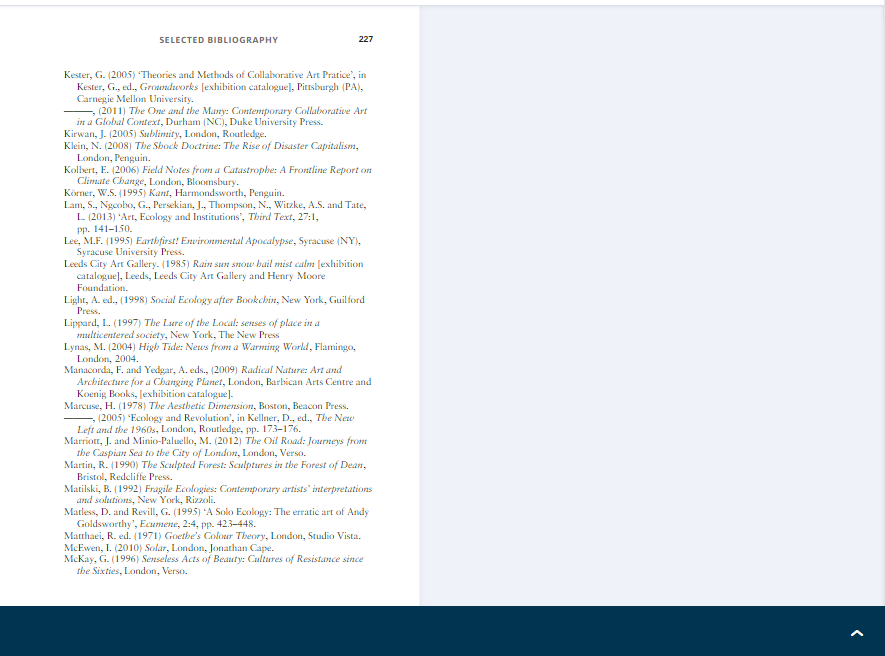 SELECTED BIBLIOGRAPHY 227
Kester, G. (2005) ‘Theories and Methods of Collaborative Art Pratice’, in
Kester, G., ed., Groundworks [exhibition catalogue], Pittsburgh (PA),
Carnegie Mellon University.
———, (2011) The One and the Many: Contemporary Collaborative Art
in a Global Context, Durham (NC), Duke University Press.
Kirwan, J. (2005) Sublimity, London, Routledge.
Klein, N. (2008) The Shock Doctrine: The Rise of Disaster Capitalism,
London, Penguin.
Kolbert, E. (2006) Field Notes from a Catastrophe: A Frontline Report on
Climate Change, London, Bloomsbury.
Körner, W.S. (1995) Kant, Harmondsworth, Penguin.
Lam, S., Ngcobo, G., Persekian, J., Thompson, N., Witzke, A.S. and Tate,
L. (2013) ‘Art, Ecology and Institutions’, Third Text, 27:1,
pp. 141–150.
Lee, M.F. (1995) Earthfirst! Environmental Apocalypse, Syracuse (NY),
Syracuse University Press.
Leeds City Art Gallery. (1985) Rain sun snow hail mist calm [exhibition
catalogue], Leeds, Leeds City Art Gallery and Henry Moore
Foundation.
Light, A. ed., (1998) Social Ecology after Bookchin, New York, Guilford
Press.
Lippard, L. (1997) The Lure of the Local: senses of place in a
multicentered society, New York, The New Press
Lynas, M. (2004) High Tide: News from a Warming World, Flamingo,
London, 2004.
Manacorda, F. and Yedgar, A. eds., (2009) Radical Nature: Art and
Architecture for a Changing Planet, London, Barbican Arts Centre and
Koenig Books, [exhibition catalogue].
Marcuse, H. (1978) The Aesthetic Dimension, Boston, Beacon Press.
———, (2005) ‘Ecology and Revolution’, in Kellner, D., ed., The New
Left and the 1960s, London, Routledge, pp. 173–176.
Marriott, J. and Minio-Paluello, M. (2012) The Oil Road: Journeys from
the Caspian Sea to the City of London, London, Verso.
Martin, R. (1990) The Sculpted Forest: Sculptures in the Forest of Dean,
Bristol, Redcliffe Press.
Matilski, B. (1992) Fragile Ecologies: Contemporary artists’ interpretations
and solutions, New York, Rizzoli.
Matless, D. and Revill, G. (1995) ‘A Solo Ecology: The erratic art of Andy
Goldsworthy’, Ecumene, 2:4, pp. 423–448.
Matthaei, R. ed. (1971) Goethe’s Colour Theory, London, Studio Vista.
McEwen, I. (2010) Solar, London, Jonathan Cape.
McKay, G. (1996) Senseless Acts of Beauty: Cultures of Resistance since
the Sixties, London, Verso.